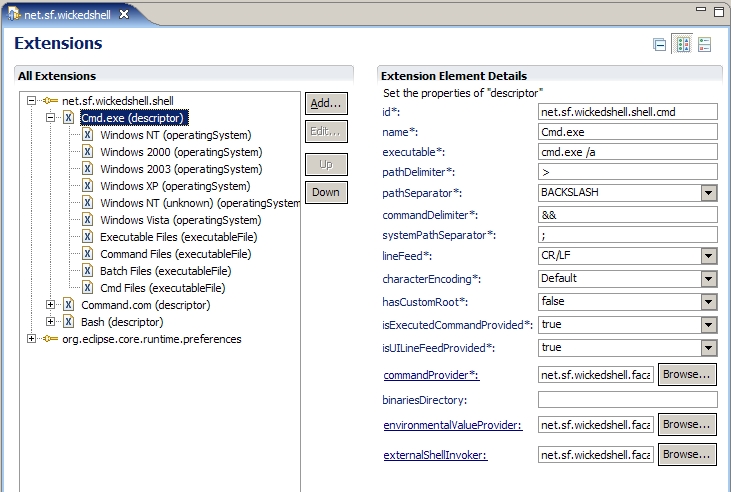 net.sf.wickedshell
Extensions
All Extensions
net.sf.wickedshell.shell
Cmd.exe (descriptor)
Windows NT (operatingSystem)
Windows 2000 (operatingSystem)
Windows 2003 (operatingSystem)
Windows XP (operatingSystem)
Windows NT (unknown) (operatingSystem
Windows Vista (operatingSystem)
Executable Files (executableFile)
Command Files (executableFile)
Batch Files (executableFile)
Cmd Files (executableFile)
Command.com (descriptor)
Bash (descriptor)
org.eclipse.core.runtime.preferences
Add...
Edit...
Up
Down
Extension Element Details
Set the properties of "descriptor"
id*: net.sf.wickedshell.shell.cmd
name*: Cmd.exe
executable*: cmd.exe /a
pathDelimiter*: >
pathSeparator*: BACKSLASH
commandDelimiter*: &&
systemPathSeparator*: ;
lineFeed*: CR/LF
characterEncoding*: Default
hasCustomRoot*: false
isExecutedCommandProvided*: true
isUILineFeedProvided*: true
commandProvider*: net.sf.wickedshell.faca Browse...
binariesDirectory:
environmentalValueProvider: net.sf.wickedshell.faca Browse...
externalShellInvoker: net.sf.wickedshell.faca Browse...